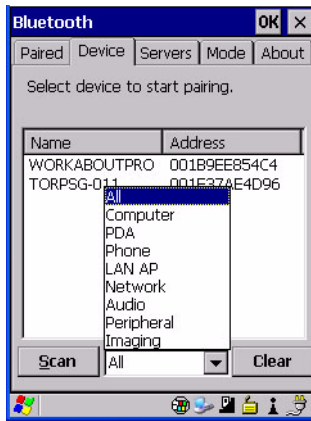 Bluetooth OK ×
Paired Device Servers Mode About
Select device to start pairing.
Name Address
WORKABOUTPRO 001B9EE854C4
TORPSG-011 001E37AE4D96
All
Computer
PDA
Phone
LAN AP
Network
Audio
Peripheral
Imaging
Scan All Clear